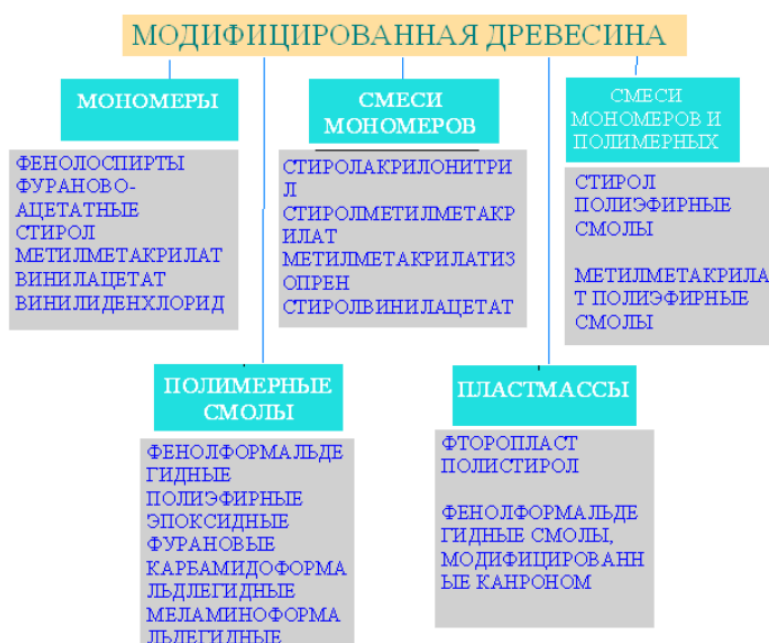 МОДИФИЦИРОВАННАЯ ДРЕВЕСИНА
МОНОМЕРЫ
ФЕНОЛОСПИРТЫ
ФУРАНОВО-
АЦЕТАТНЫЕ
СТИРОЛ
МЕТИЛМЕТАКРИЛАТ
ВИНИЛАЦЕТАТ
ВИНИЛИДЕНХЛОРИД
СМЕСИ
МОНОМЕРОВ
СТИРОЛАКРИЛОНИТРИ
Л
СТИРОЛМЕТИЛМЕТАКР
ИЛАТ
МЕТИЛМЕТАКРИЛАТИЗ
ОПРЕН
СТИРОЛВИНИЛАЦЕТАТ
СМЕСИ
МОНОМЕРОВ И
ПОЛИМЕРНЫХ
СТИРОЛ
ПОЛИЭФИРНЫЕ
СМОЛЫ
МЕТИЛМЕТАКРИЛА
Т ПОЛИЭФИРНЫЕ
СМОЛЫ
ПОЛИМЕРНЫЕ
СМОЛЫ
ФЕНОЛФОРМАЛЬДЕ
ГИДНЫЕ
ПОЛИЭФИРНЫЕ
ЭПОКСИДНЫЕ
ФУРАНОВЫЕ
КАРБАМИДОФОРМА
ЛЬДЛЕГИДНЫЕ
МЕЛАМИНОФОРМА
ЛЬДЕГИДНЫЕ
ПЛАСТМАССЫ
ФТОРОПЛАСТ
ПОЛИСТИРОЛ
ФЕНОЛФОРМАЛЬДЕ
ГИДНЫЕ СМОЛЫ,
МОДИФИЦИРОВАНН
ЫЕ КАНРОНОМ